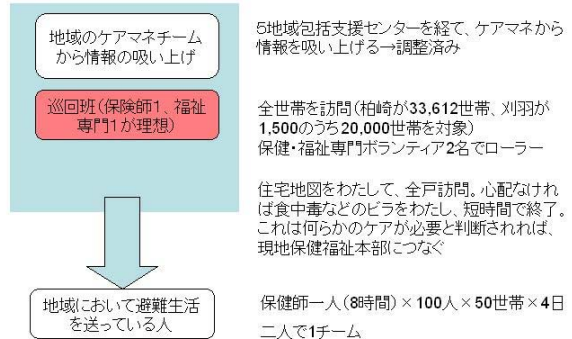 地域のケアマネチーム
から情報の吸い上げ
5地域包括支援センターを経て、ケアマネから
情報を吸い上げる→調整済み
巡回班(保険師1、福祉
専門1が理想)
全世帯を訪問(柏崎が33,612世帯、刈羽が
1,500のうち20,000世帯を対象)
保健・福祉専門ボランティア2名でローラー
住宅地図をわたして、全戸訪問。心配なけれ
ば食中毒などのビラをわたし、短時間で終了。
これは何らかのケアが必要と判断されれば、
現地保健福祉本部につなぐ
地域において避難生活
を送っている人
保健師一人(8時間)×100人×50世帯×4日
二人で1チーム